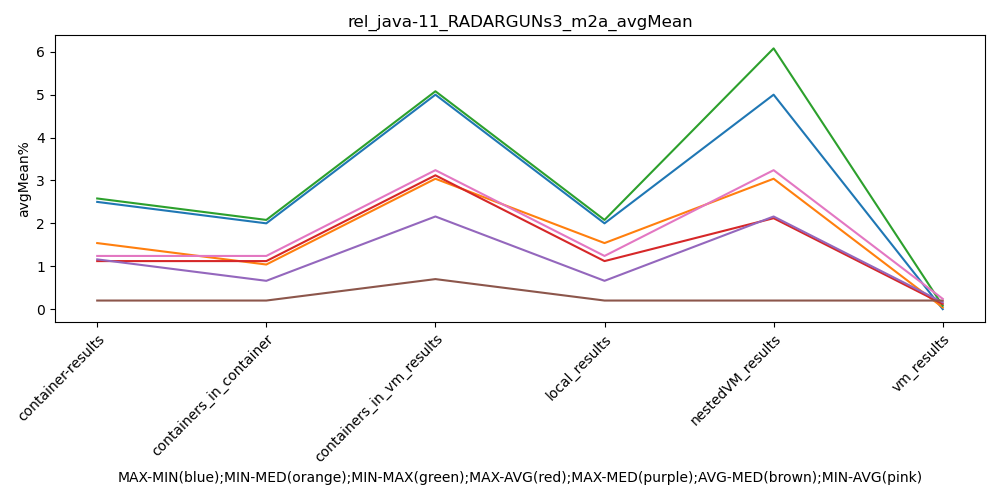 rel_java-11_RADARGUNs3_m2a_avgMean
avgMean%
6
5
4
3
2
1
0
container-results
containers_in_container
containers_in_vm_results
local_results
nestedVM_results
vm_results
MAX-MIN(blue);MIN-MED(orange);MIN-MAX(green);MAX-AVG(red);MAX-MED(purple);AVG-MED(brown);MIN-AVG(pink)